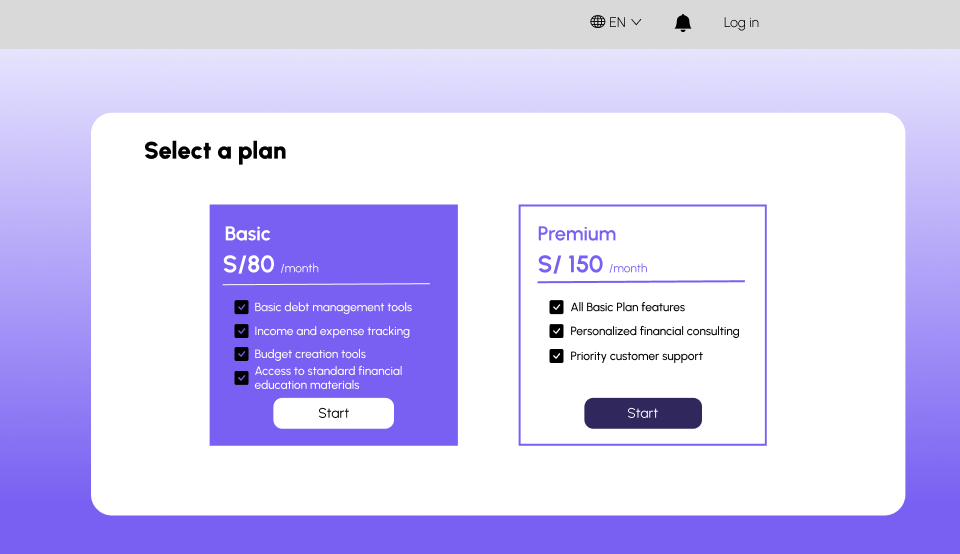 EN
Log in
Select a plan
Basic
S/80 /month
Basic debt management tools
Income and expense tracking
Budget creation tools
Access to standard financial
education materials
Start
Premium
S/ 150 /month
All Basic Plan features
Personalized financial consulting
Priority customer support
Start